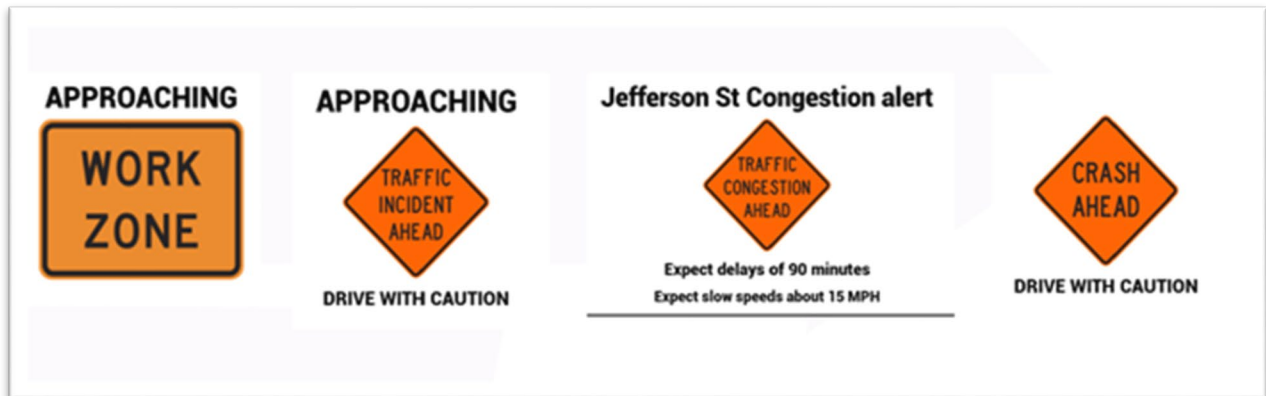 APPROACHING
WORK
ZONE
APPROACHING
TRAFFIC
INCIDENT
AHEAD
DRIVE WITH CAUTION
Jefferson St Congestion alert
TRAFFIC
CONGESTION
AHEAD
Expect delays of 90 minutes
Expect slow speeds about 15 MPH
CRASH
AHEAD
DRIVE WITH CAUTION